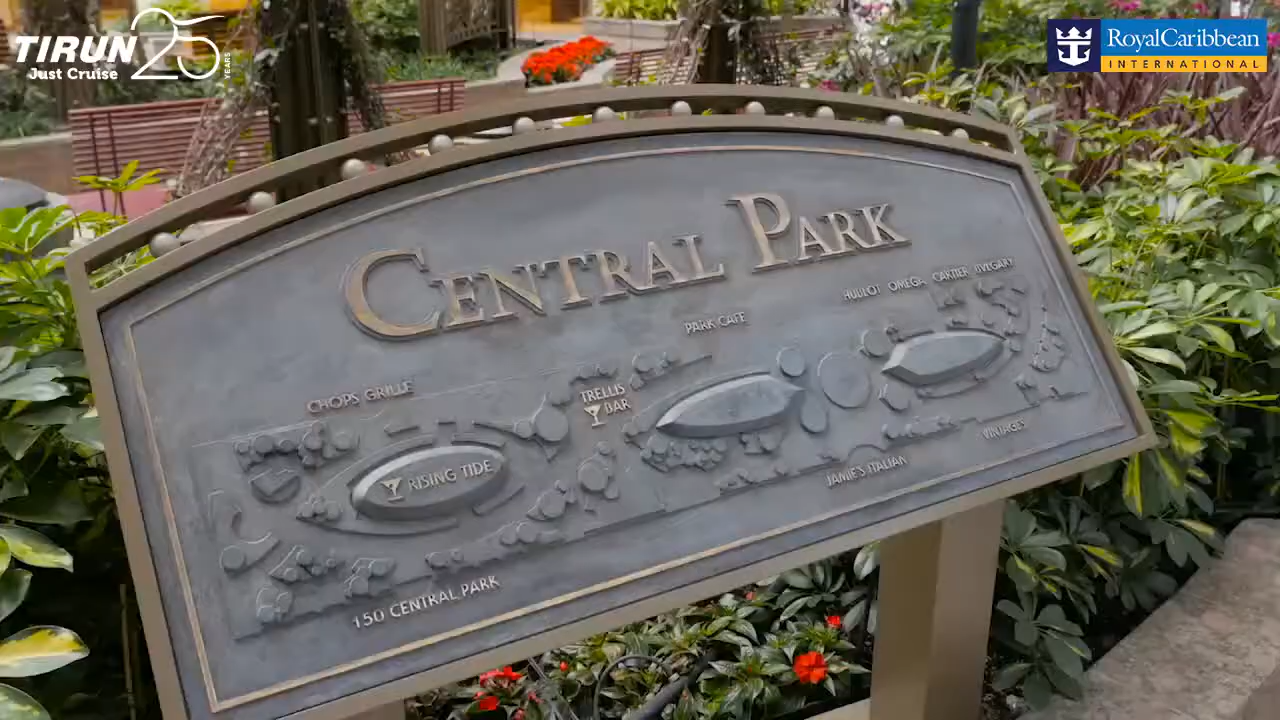 TIRUN 25 YEARS
Just Cruise
RoyalCaribbean
INTERNATIONAL
CENTRAL PARK
HUBLOT OMEGA CARTIER BVLGARI
PARK CAFE
CHOPS GRILLE
TRELLIS
BAR
RISING TIDE
VINTAGES
JAMIE'S ITALIAN
150 CENTRAL PARK